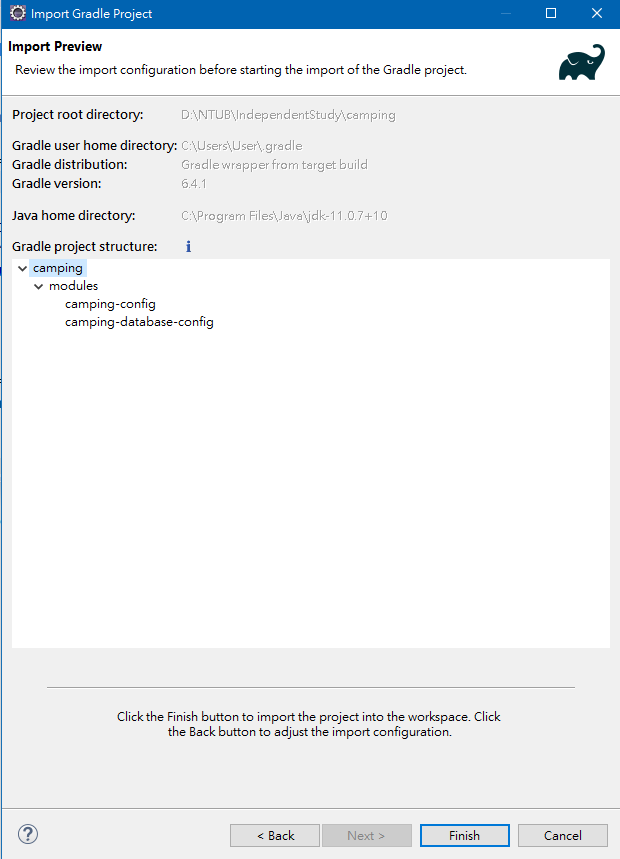 Import Gradle Project
Import Preview
Review the import configuration before starting the import of the Gradle project.
Project root directory: D:\NTUB\IndependentStudy\camping
Gradle user home directory: C:\Users\User\.gradle
Gradle distribution: Gradle wrapper from target build
Gradle version: 6.4.1
Java home directory: C:\Program Files\Java\jdk-11.0.7+10
Gradle project structure:
camping
modules
camping-config
camping-database-config
Click the Finish button to import the project into the workspace. Click
the Back button to adjust the import configuration.
< Back Next > Finish Cancel